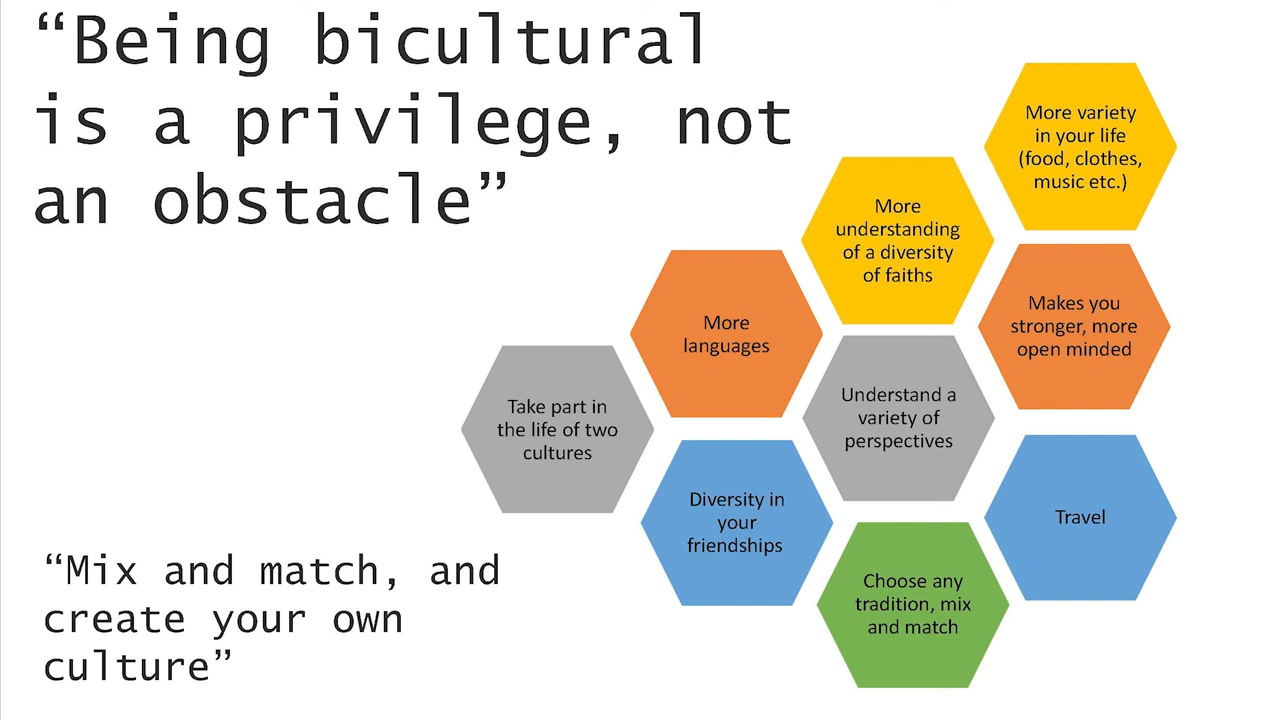 “Being bicultural
is a privilege, not
an obstacle”
More variety
in your life
(food, clothes,
music etc.)
More
understanding
of a diversity
of faiths
More
languages
Makes you
stronger, more
open minded
Take part in
the life of two
cultures
Understand a
variety of
perspectives
Diversity in
your
friendships
Travel
Choose any
tradition, mix
and match
“Mix and match, and
create your own
culture”